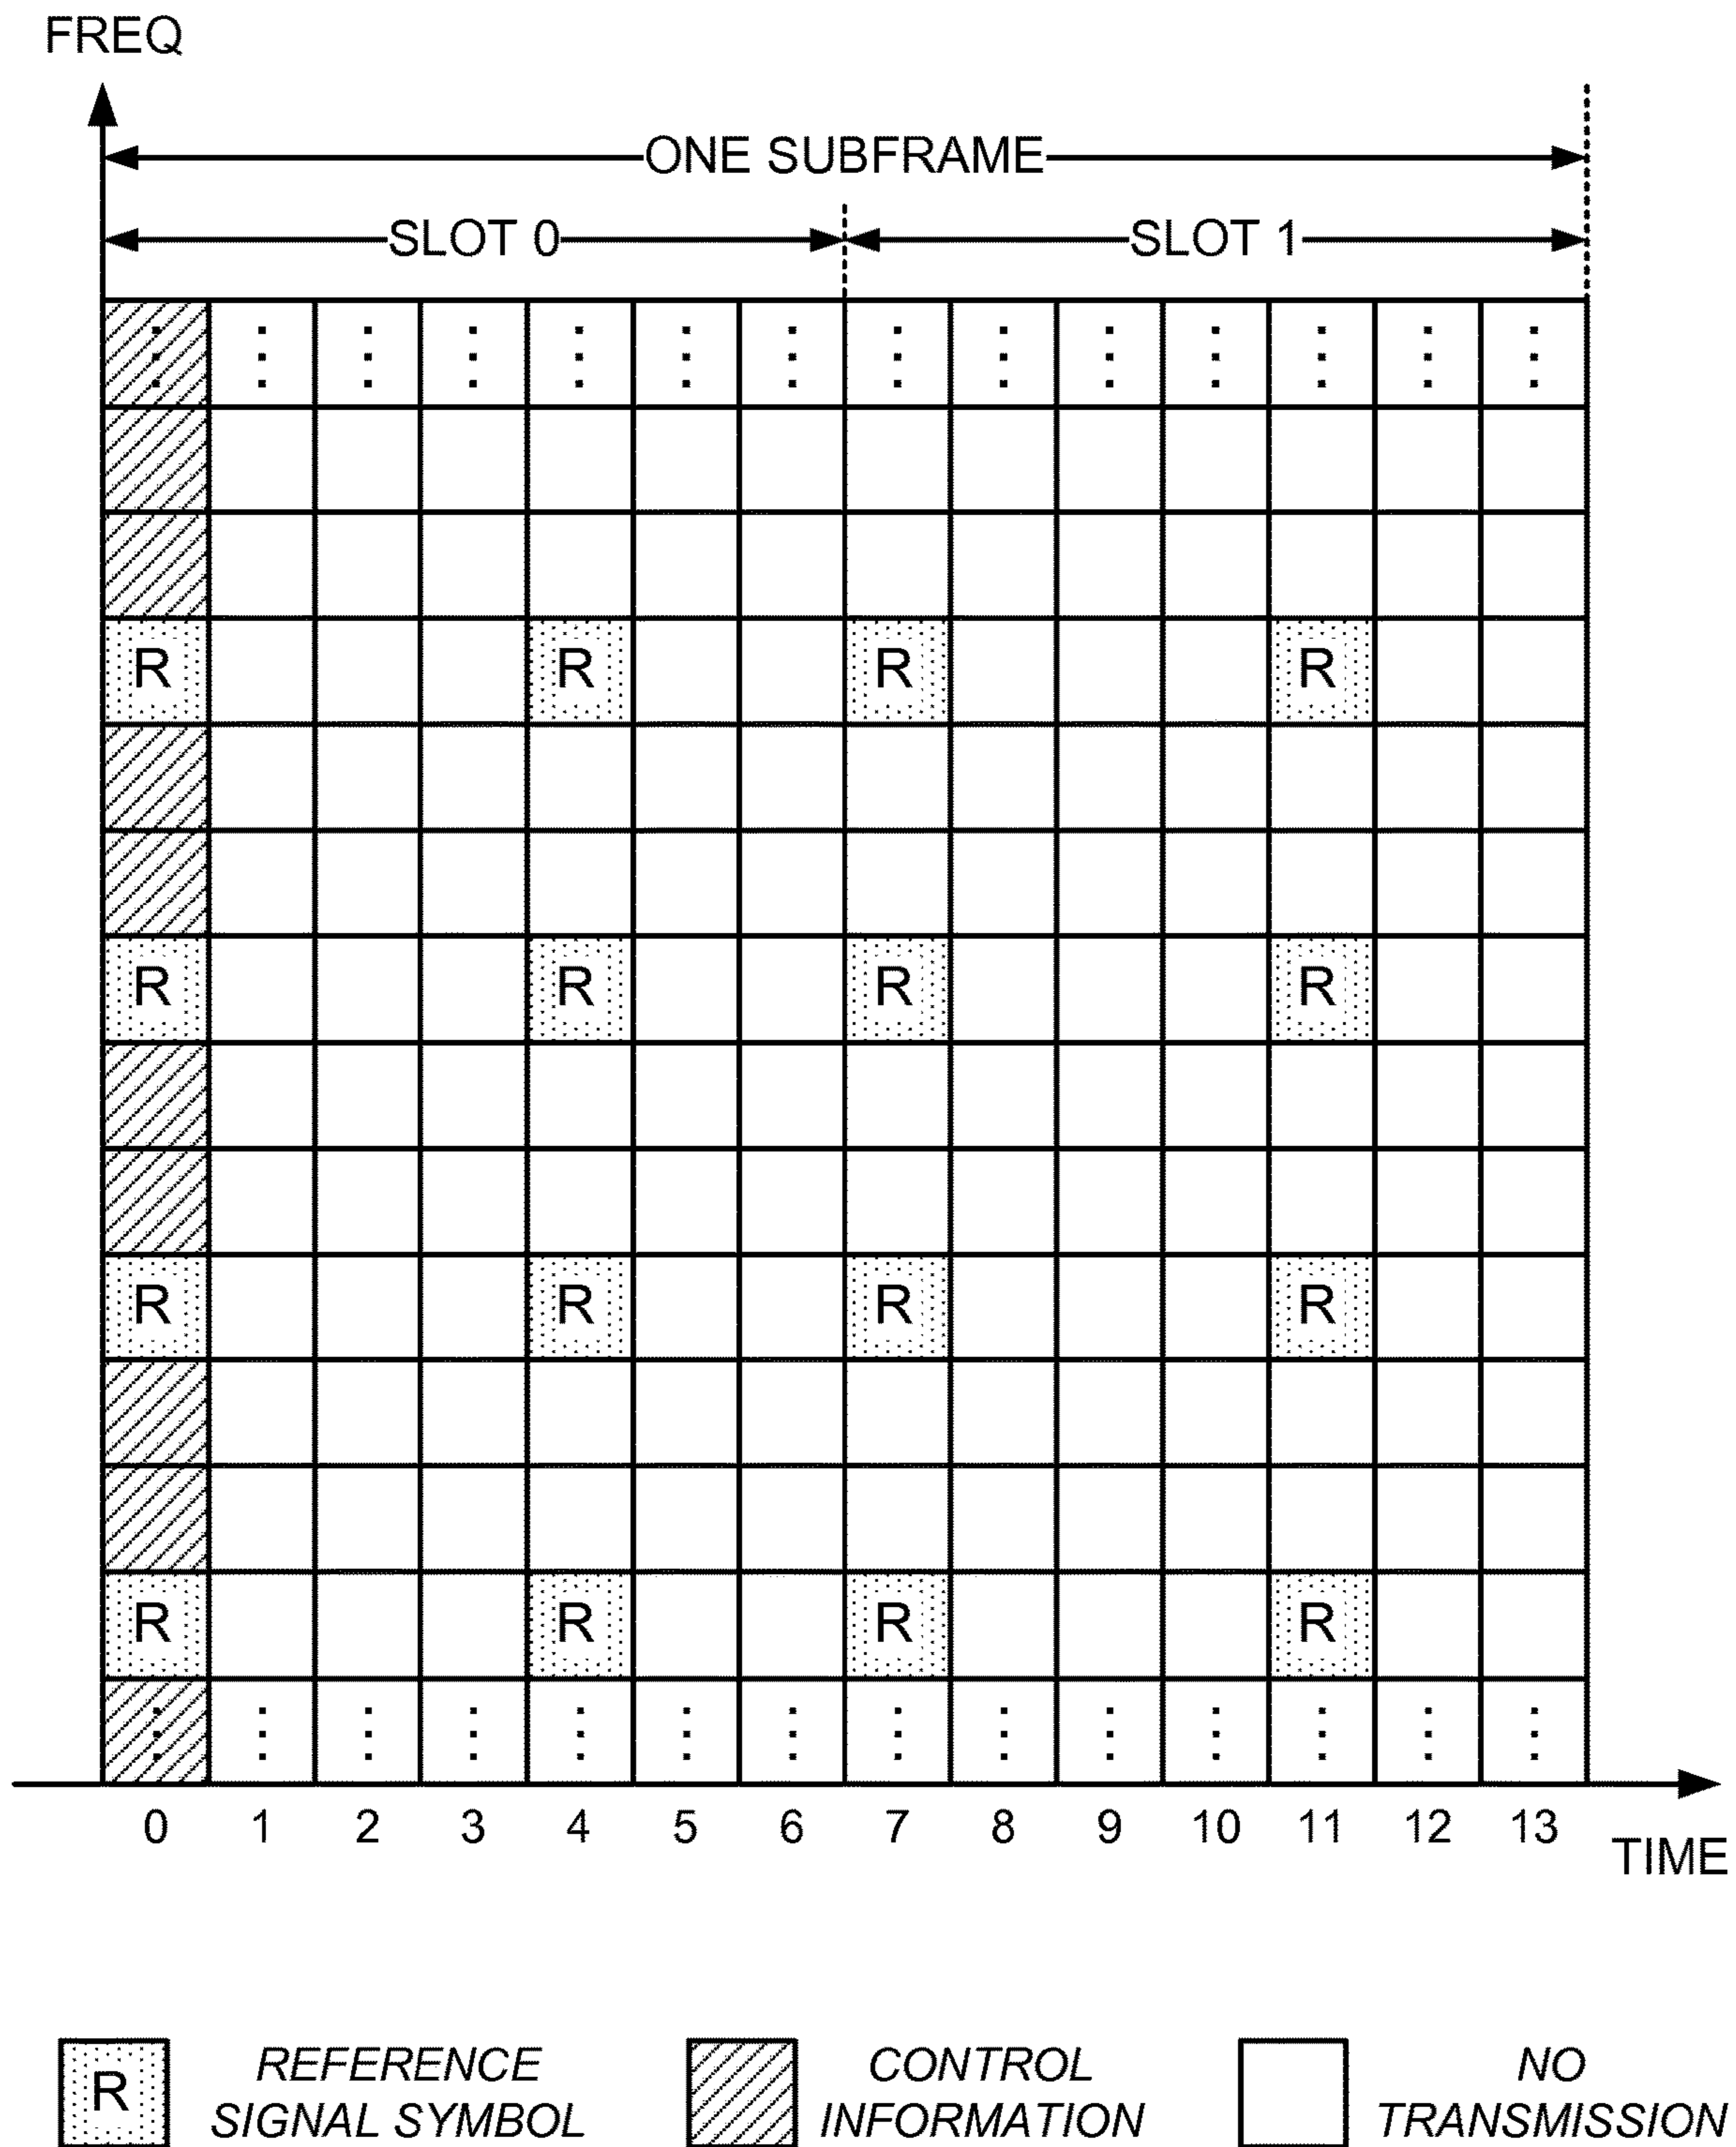 FREQ
ONE SUBFRAME
SLOT 0 SLOT 1
R R R R
R R R R
R R R R
R R R R
0 1 2 3 4 5 6 7 8 9 10 11 12 13
TIME
R REFERENCE SIGNAL SYMBOL
CONTROL INFORMATION
NO TRANSMISSION